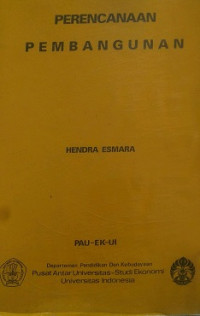 PERENCANAAN
PEMBANGUNAN
HENDRA ESMARA
PAU-EK-UI
Departemen Pendidikan Dan Kebudayaan
Pusat Antar Universitas-Studi Ekonomi
Universitas Indonesia